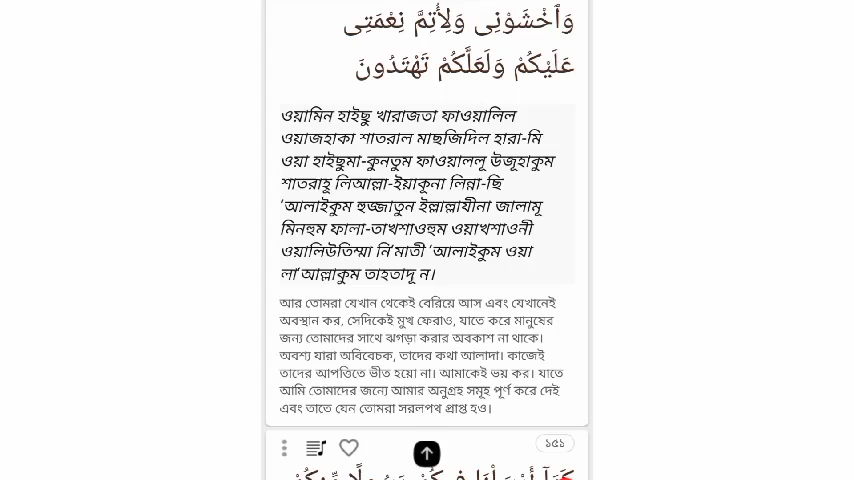 وَٱخْشَوْنِى وَلِأُتِمَّ نِعْمَتِى
عَلَيْكُمْ وَلَعَلَّكُمْ تَهْتَدُونَ
ওয়ামিন হাইছু খারাজতা ফাওয়ালিল
ওয়াজহাকা শাতরাল মাছজিদিল হারা-মি
ওয়া হাইছুমা-কুনতুম ফাওয়াললূ উজূহাকুম
শাতরাহূ লিআল্লা-ইয়াকূনা লিন্না-ছি
‘আলাইকুম হুজ্জাতুন ইল্লাল্লাযীনা জালামূ
মিনহুম ফালা-তাখশাওহুম ওয়াখশাওনী
ওয়ালিউতিম্মা নি‘মাতী ‘আলাইকুম ওয়া
লা‘আল্লাকুম তাহতাদূ ন।
আর তোমরা যেখান থেকেই বেরিয়ে আস এবং যেখানেই
অবস্থান কর, সেদিকেই মুখ ফেরাও, যাতে করে মানুষের
জন্য তোমাদের সাথে ঝগড়া করার অবকাশ না থাকে।
অবশ্য যারা অবিবেচক, তাদের কথা আলাদা। কাজেই
তাদের আপত্তিতে ভীত হয়ো না। আমাকেই ভয় কর। যাতে
আমি তোমাদের জন্যে আমার অনুগ্রহ সমূহ পূর্ণ করে দেই
এবং তাতে যেন তোমরা সরলপথ প্রাপ্ত হও।
১৫১